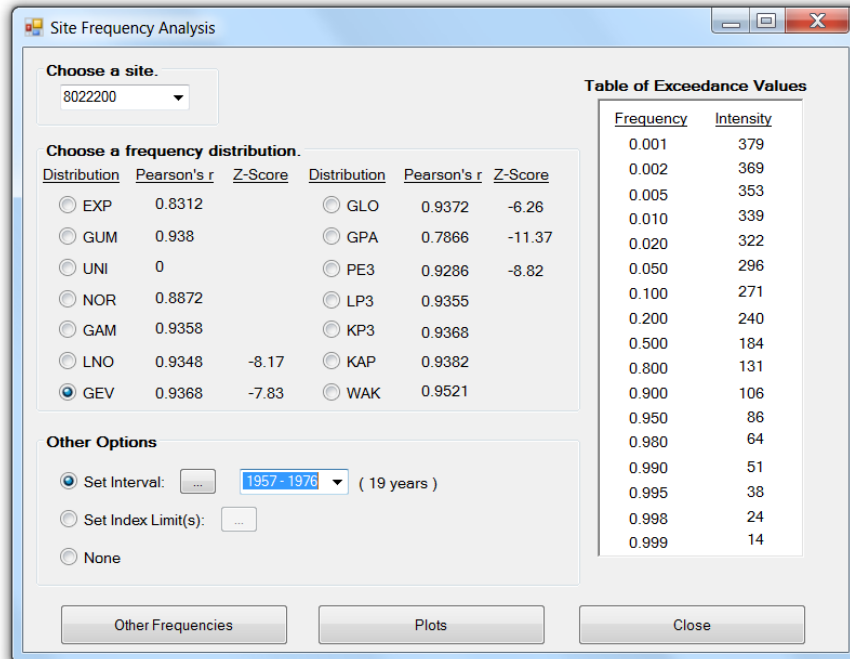 Site Frequency Analysis
Choose a site.
8022200
Choose a frequency distribution.
Distribution Pearson's r Z-Score Distribution Pearson's r Z-Score
EXP 0.8312 GLO 0.9372 -6.26
GUM 0.938 GPA 0.7866 -11.37
UNI 0 PE3 0.9286 -8.82
NOR 0.8872 LP3 0.9355
GAM 0.9358 KP3 0.9368
LNO 0.9348 -8.17 KAP 0.9382
GEV 0.9368 -7.83 WAK 0.9521
Other Options
Set Interval: ... 1957 - 1976 ( 19 years )
Set Index Limit(s): ...
None
Table of Exceedance Values
Frequency Intensity
0.001 379
0.002 369
0.005 353
0.010 339
0.020 322
0.050 296
0.100 271
0.200 240
0.500 184
0.800 131
0.900 106
0.950 86
0.980 64
0.990 51
0.995 38
0.998 24
0.999 14
Other Frequencies Plots Close